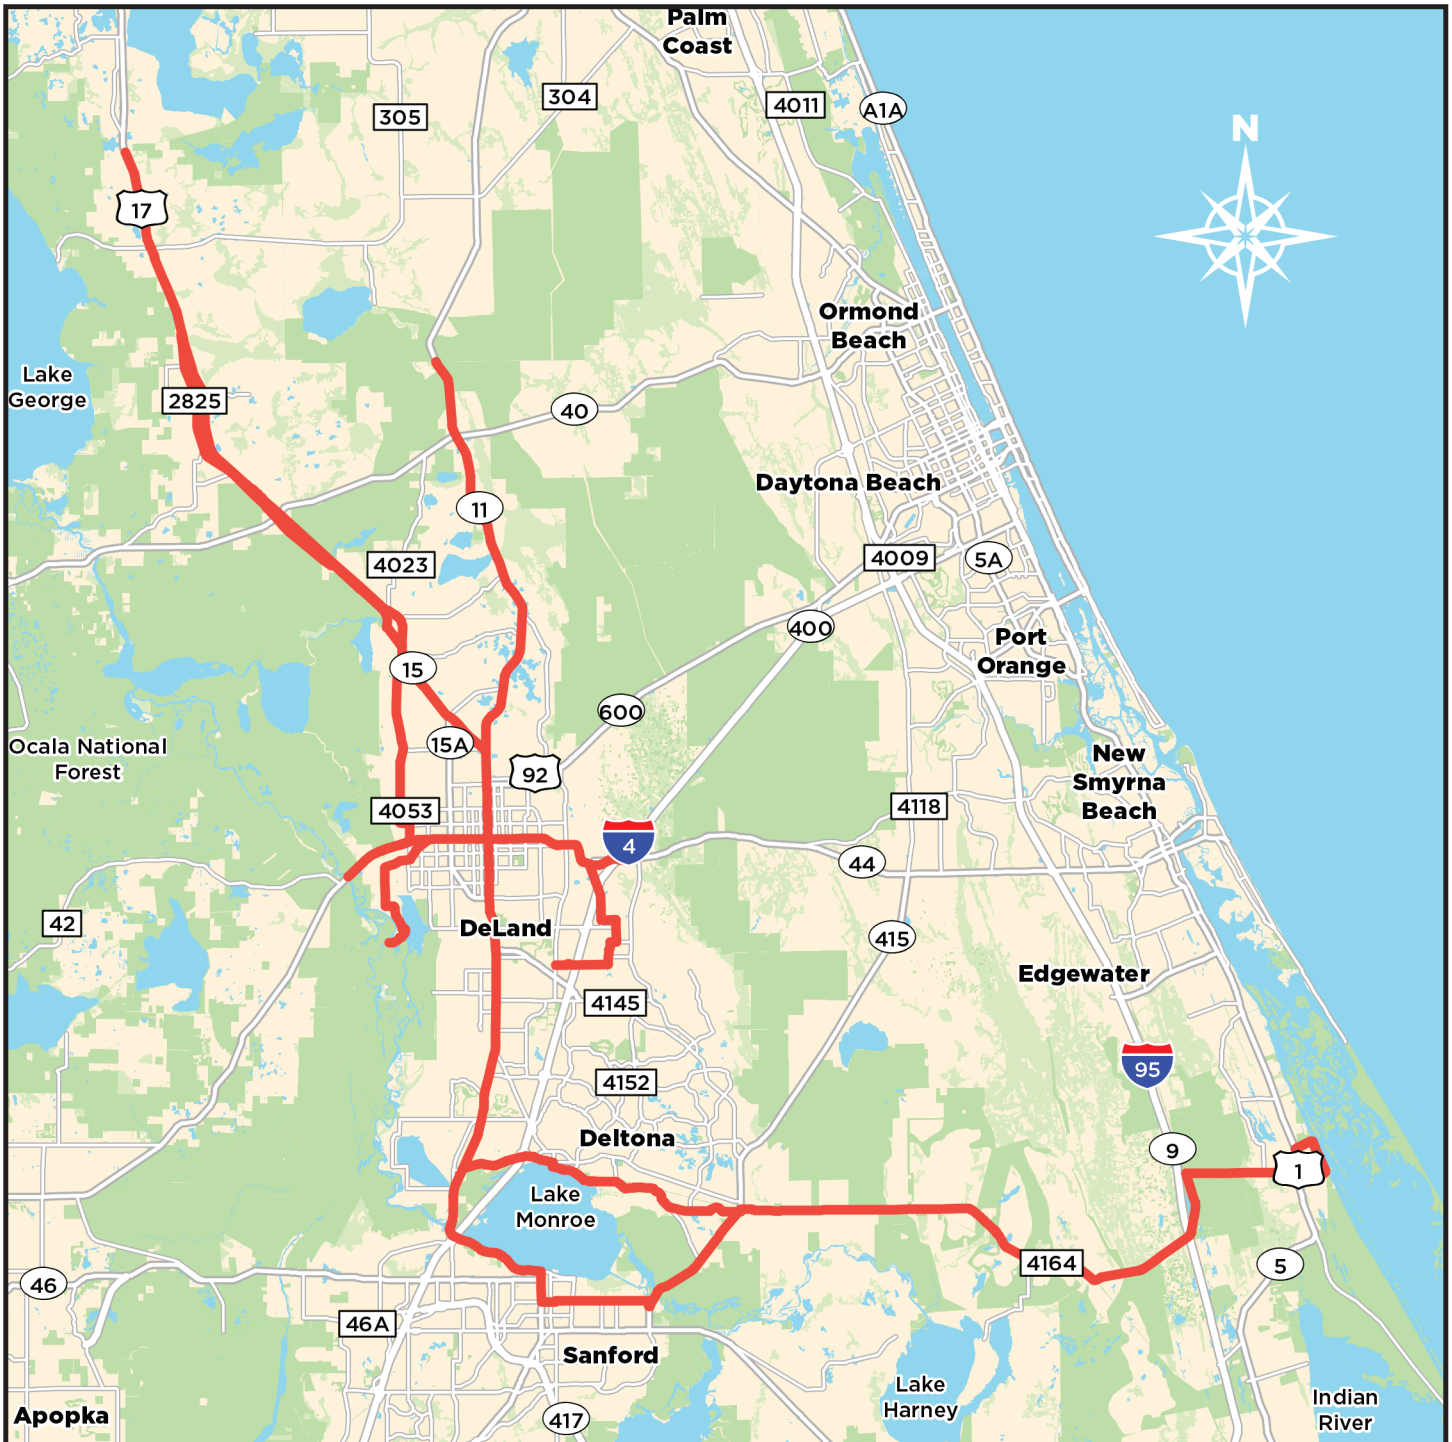 Palm
Coast
304
4011
A1A
305
N
17
Ormond
Beach
Lake
George
2825
40
Daytona Beach
11
4023
4009
5A
400
Port
Orange
15
600
Ocala National
Forest
15A
92
New
Smyrna
Beach
4053
4118
4
44
42
DeLand
415
Edgewater
4145
95
4152
Deltona
9
1
Lake
Monroe
4164
5
46
46A
Sanford
Lake
Harney
Indian
River
Apopka
417